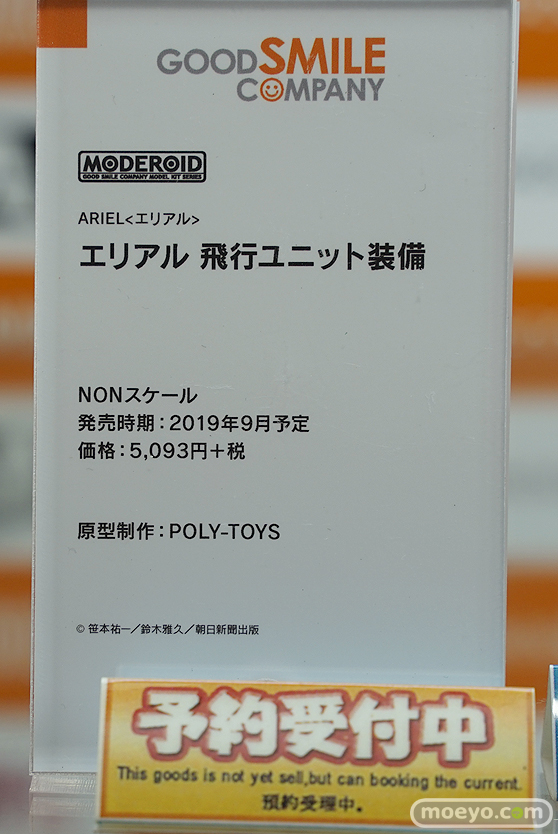 GOODSMILE
COMPANY
MODEROID
GOOD SMILE COMPANY MODEL KIT SERIES
ARIEL<エリアル>
エリアル 飛行ユニット装備
NONスケール
発売時期：2019年9月予定
価格：5,093円＋税
原型制作：POLY-TOYS
© 笹本祐一／鈴木雅久／朝日新聞出版
予約受付中
This goods is not yet sell,but can booking the current.
預約受理中。
moeyo.com